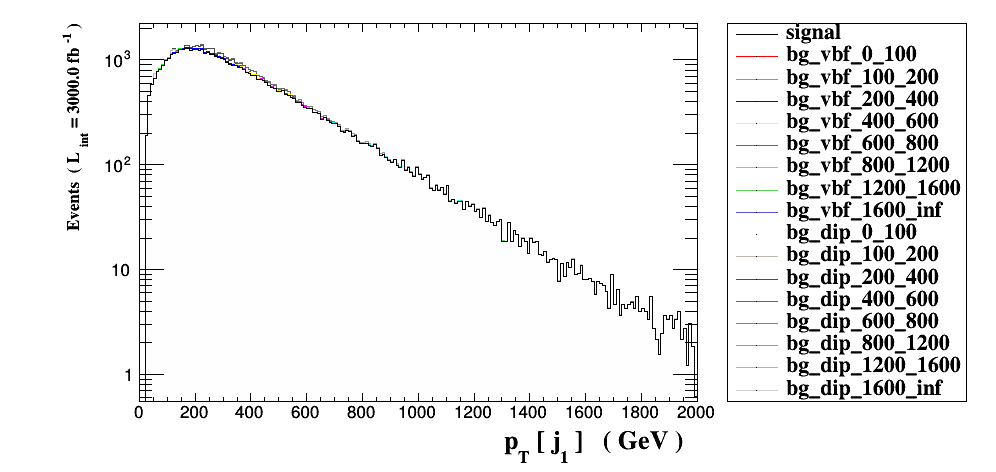 Events ( L int = 3000.0 fb -1 )
10³
10²
10
1
0 200 400 600 800 1000 1200 1400 1600 1800 2000
p T [ j 1 ] ( GeV )
signal
bg_vbf_0_100
bg_vbf_100_200
bg_vbf_200_400
bg_vbf_400_600
bg_vbf_600_800
bg_vbf_800_1200
bg_vbf_1200_1600
bg_vbf_1600_inf
bg_dip_0_100
bg_dip_100_200
bg_dip_200_400
bg_dip_400_600
bg_dip_600_800
bg_dip_800_1200
bg_dip_1200_1600
bg_dip_1600_inf